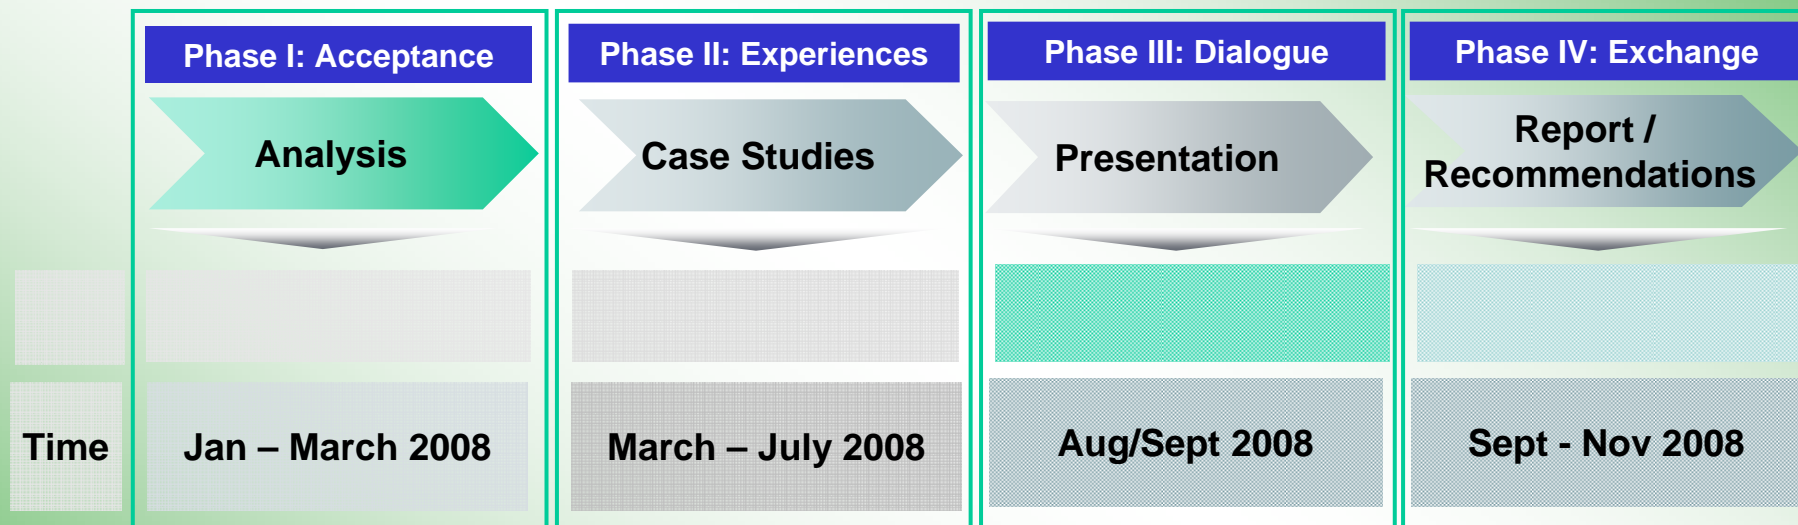 Phase I: Acceptance
Phase II: Experiences
Phase III: Dialogue
Phase IV: Exchange
Analysis
Case Studies
Presentation
Report /
Recommendations
Time
Jan – March 2008
March – July 2008
Aug/Sept 2008
Sept - Nov 2008